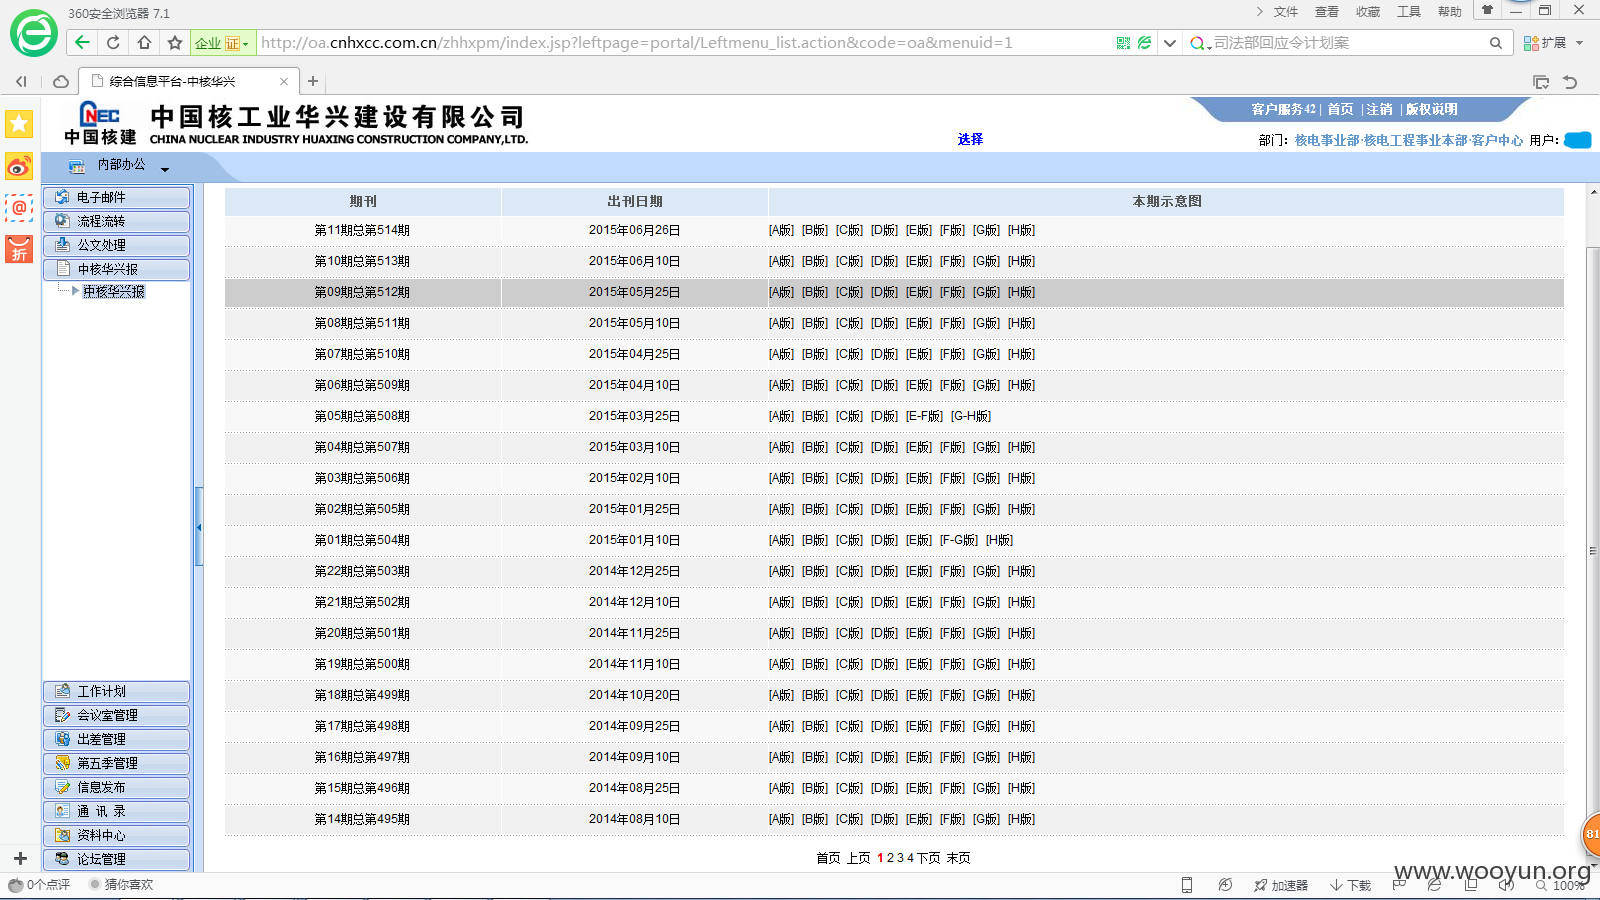 360安全浏览器 7.1
文件 查看 收藏 工具 帮助
企业 证 http://oa.cnhxcc.com.cn/zhhxpm/index.jsp?leftpage=portal/Leftmenu_list.action&code=oa&menuid=1 司法部回应令计划案 扩展
综合信息平台-中核华兴
CNEC 中国核建 中国核工业华兴建设有限公司
CHINA NUCLEAR INDUSTRY HUAXING CONSTRUCTION COMPANY,LTD.
客户服务42| 首页 |注销 |版权说明
选择 部门：核电事业部·核电工程事业本部·客户中心 用户：
内部办公
电子邮件
流程流转
公文处理
中核华兴报
中核华兴报
工作计划
会议室管理
出差管理
第五季管理
信息发布
通 讯 录
资料中心
论坛管理
期刊 出刊日期 本期示意图
第11期总第514期 2015年06月26日 [A版] [B版] [C版] [D版] [E版] [F版] [G版] [H版]
第10期总第513期 2015年06月10日 [A版] [B版] [C版] [D版] [E版] [F版] [G版] [H版]
第09期总第512期 2015年05月25日 [A版] [B版] [C版] [D版] [E版] [F版] [G版] [H版]
第08期总第511期 2015年05月10日 [A版] [B版] [C版] [D版] [E版] [F版] [G版] [H版]
第07期总第510期 2015年04月25日 [A版] [B版] [C版] [D版] [E版] [F版] [G版] [H版]
第06期总第509期 2015年04月10日 [A版] [B版] [C版] [D版] [E版] [F版] [G版] [H版]
第05期总第508期 2015年03月25日 [A版] [B版] [C版] [D版] [E-F版] [G-H版]
第04期总第507期 2015年03月10日 [A版] [B版] [C版] [D版] [E版] [F版] [G版] [H版]
第03期总第506期 2015年02月10日 [A版] [B版] [C版] [D版] [E版] [F版] [G版] [H版]
第02期总第505期 2015年01月25日 [A版] [B版] [C版] [D版] [E版] [F版] [G版] [H版]
第01期总第504期 2015年01月10日 [A版] [B版] [C版] [D版] [E版] [F-G版] [H版]
第22期总第503期 2014年12月25日 [A版] [B版] [C版] [D版] [E版] [F版] [G版] [H版]
第21期总第502期 2014年12月10日 [A版] [B版] [C版] [D版] [E版] [F版] [G版] [H版]
第20期总第501期 2014年11月25日 [A版] [B版] [C版] [D版] [E版] [F版] [G版] [H版]
第19期总第500期 2014年11月10日 [A版] [B版] [C版] [D版] [E版] [F版] [G版] [H版]
第18期总第499期 2014年10月20日 [A版] [B版] [C版] [D版] [E版] [F版] [G版] [H版]
第17期总第498期 2014年09月25日 [A版] [B版] [C版] [D版] [E版] [F版] [G版] [H版]
第16期总第497期 2014年09月10日 [A版] [B版] [C版] [D版] [E版] [F版] [G版] [H版]
第15期总第496期 2014年08月25日 [A版] [B版] [C版] [D版] [E版] [F版] [G版] [H版]
第14期总第495期 2014年08月10日 [A版] [B版] [C版] [D版] [E版] [F版] [G版] [H版]
首页 上页 1 2 3 4 下页 末页
折
81
www.wooyun.org
0个点评 猜你喜欢 加速器 下载 100%